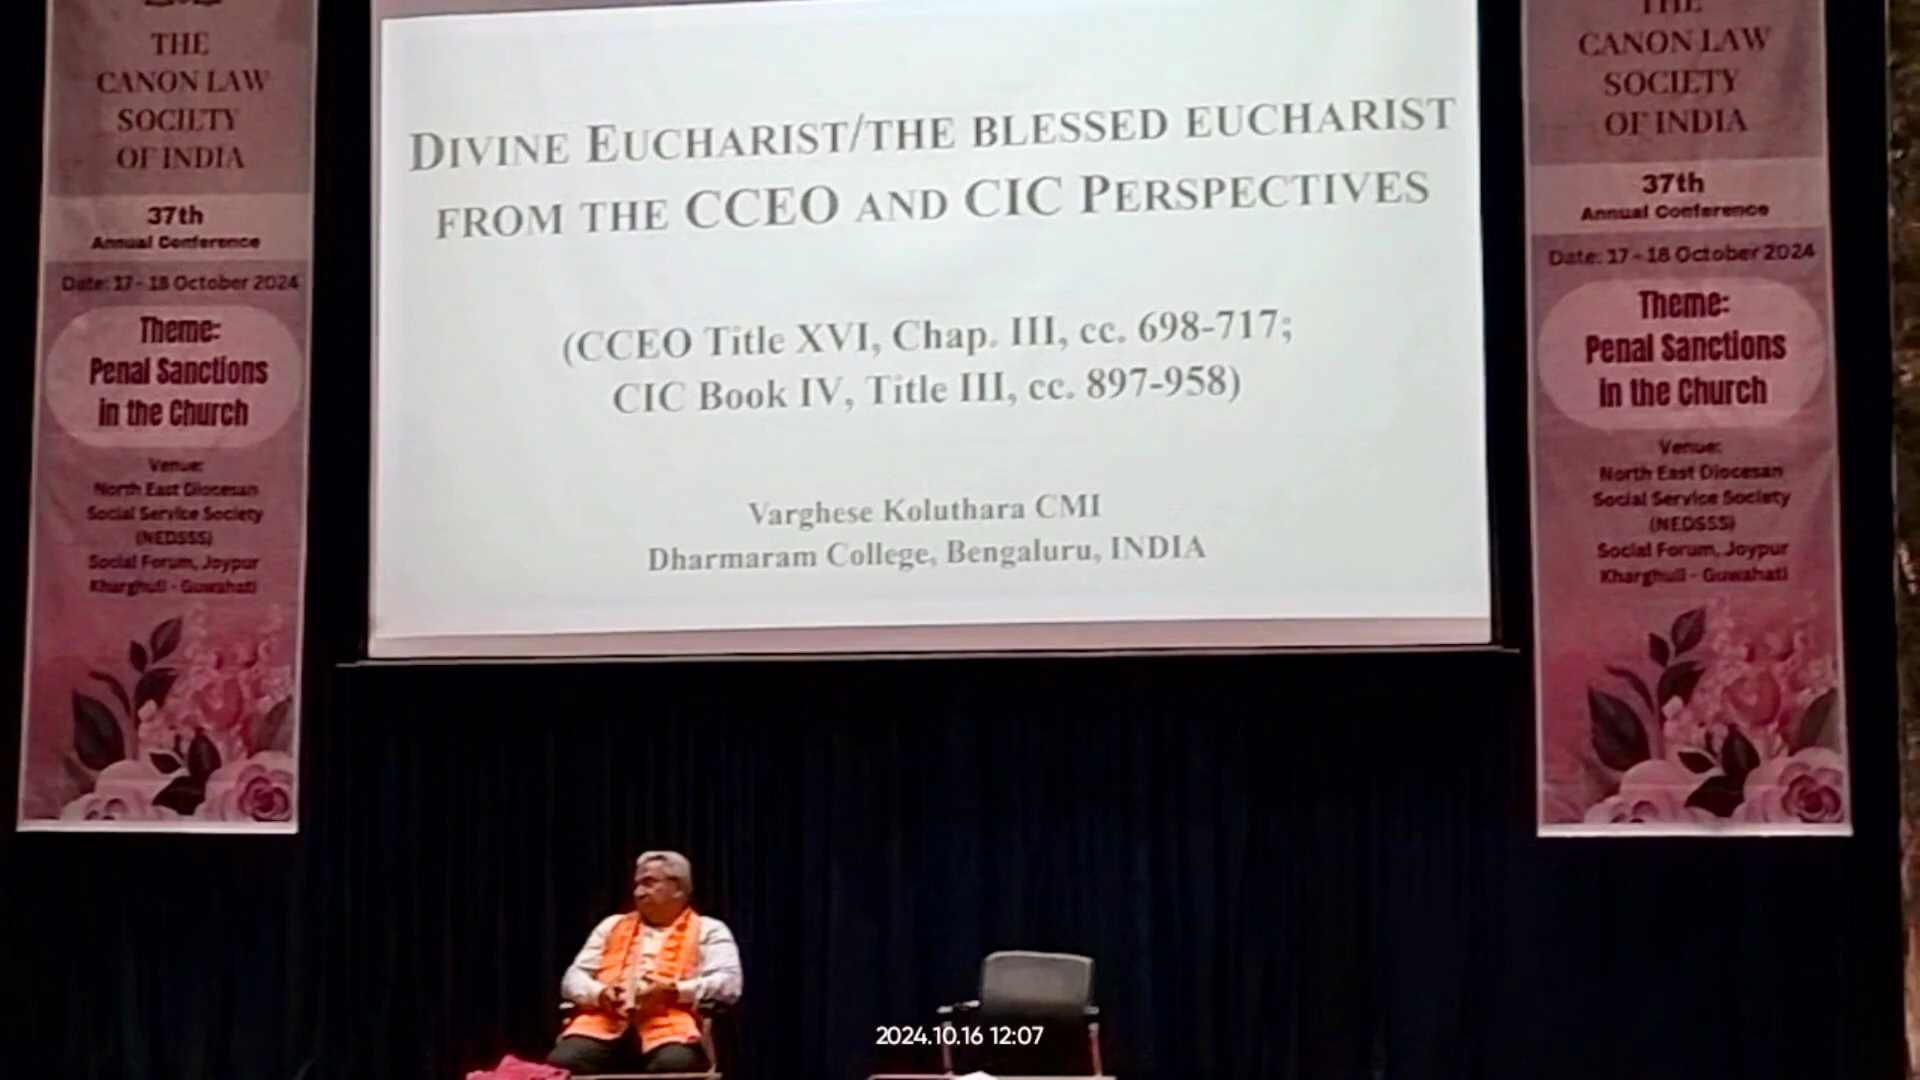 THE
CANON LAW
SOCIETY
OF INDIA
37th
Annual Conference
Date: 17 - 18 October 2024
Theme:
Penal Sanctions
in the Church
Venue:
North East Diocesan
Social Service Society
(NEDSSS)
Social Forum, Joypur
Kharghuli - Guwahati
DIVINE EUCHARIST/THE BLESSED EUCHARIST
FROM THE CCEO AND CIC PERSPECTIVES
(CCEO Title XVI, Chap. III, cc. 698-717;
CIC Book IV, Title III, cc. 897-958)
Varghese Koluthara CMI
Dharmaram College, Bengaluru, INDIA
THE
CANON LAW
SOCIETY
OF INDIA
37th
Annual Conference
Date: 17 - 18 October 2024
Theme:
Penal Sanctions
in the Church
Venue:
North East Diocesan
Social Service Society
(NEDSSS)
Social Forum, Joypur
Kharghuli - Guwahati
2024.10.16 12:07